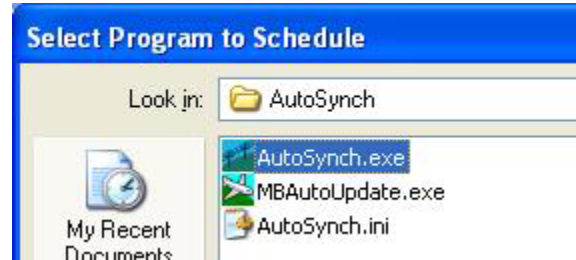 Select Program to Schedule
Look in: AutoSynch
AutoSynch.exe
MBAutoUpdate.exe
AutoSynch.ini
My Recent
Documents